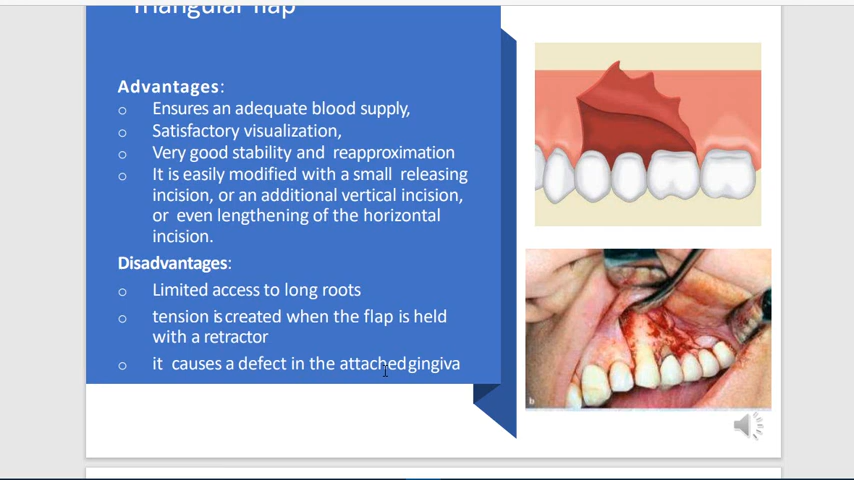 Triangular flap
Advantages:
o Ensures an adequate blood supply,
o Satisfactory visualization,
o Very good stability and reapproximation
o It is easily modified with a small releasing
incision, or an additional vertical incision,
or even lengthening of the horizontal
incision.
Disadvantages:
o Limited access to long roots
o tension is created when the flap is held
with a retractor
o it causes a defect in the attached gingiva
b